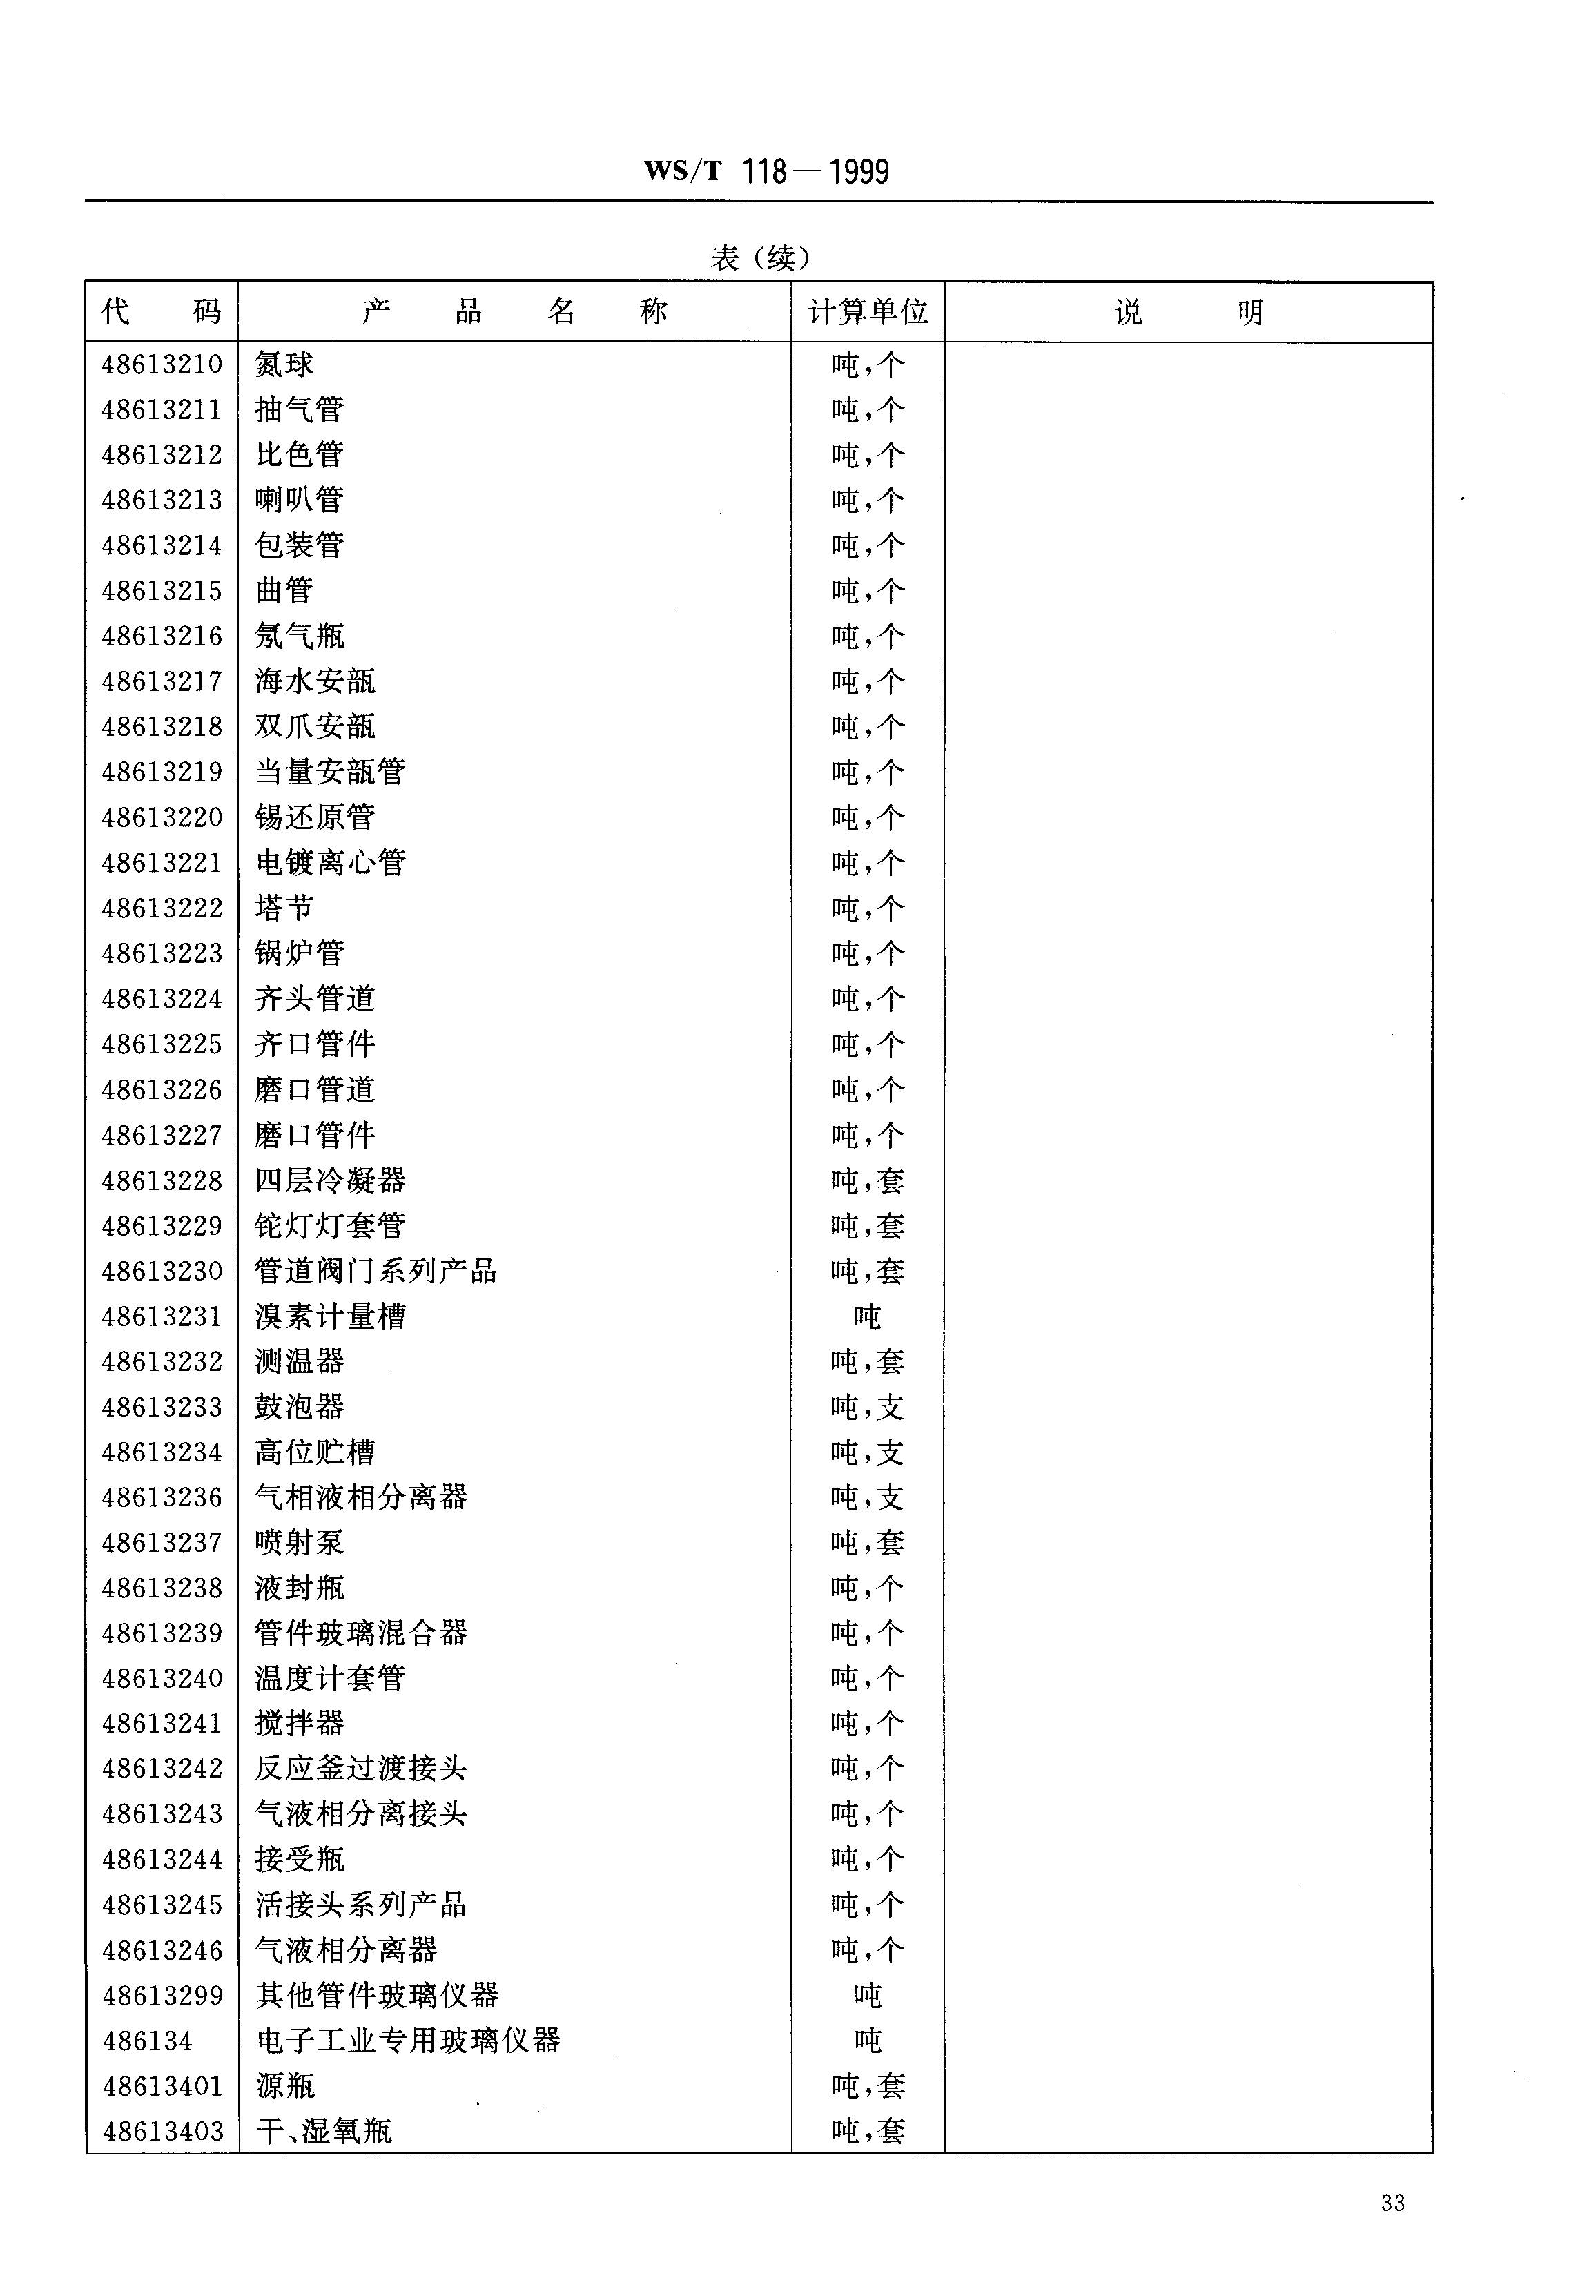 WS/T 118—1999
表（续）
代 码 产 品 名 称 计算单位 说 明
48613210 氮球 吨,个
48613211 抽气管 吨,个
48613212 比色管 吨,个
48613213 喇叭管 吨,个
48613214 包装管 吨,个
48613215 曲管 吨,个
48613216 氖气瓶 吨,个
48613217 海水安瓿 吨,个
48613218 双爪安瓿 吨,个
48613219 当量安瓿管 吨,个
48613220 锡还原管 吨,个
48613221 电镀离心管 吨,个
48613222 塔节 吨,个
48613223 锅炉管 吨,个
48613224 齐头管道 吨,个
48613225 齐口管件 吨,个
48613226 磨口管道 吨,个
48613227 磨口管件 吨,个
48613228 四层冷凝器 吨,套
48613229 铊灯灯套管 吨,套
48613230 管道阀门系列产品 吨,套
48613231 溴素计量槽 吨
48613232 测温器 吨,套
48613233 鼓泡器 吨,支
48613234 高位贮槽 吨,支
48613236 气相液相分离器 吨,支
48613237 喷射泵 吨,套
48613238 液封瓶 吨,个
48613239 管件玻璃混合器 吨,个
48613240 温度计套管 吨,个
48613241 搅拌器 吨,个
48613242 反应釜过渡接头 吨,个
48613243 气液相分离接头 吨,个
48613244 接受瓶 吨,个
48613245 活接头系列产品 吨,个
48613246 气液相分离器 吨,个
48613299 其他管件玻璃仪器 吨
486134 电子工业专用玻璃仪器 吨
48613401 源瓶 吨,套
48613403 干、湿氧瓶 吨,套
33